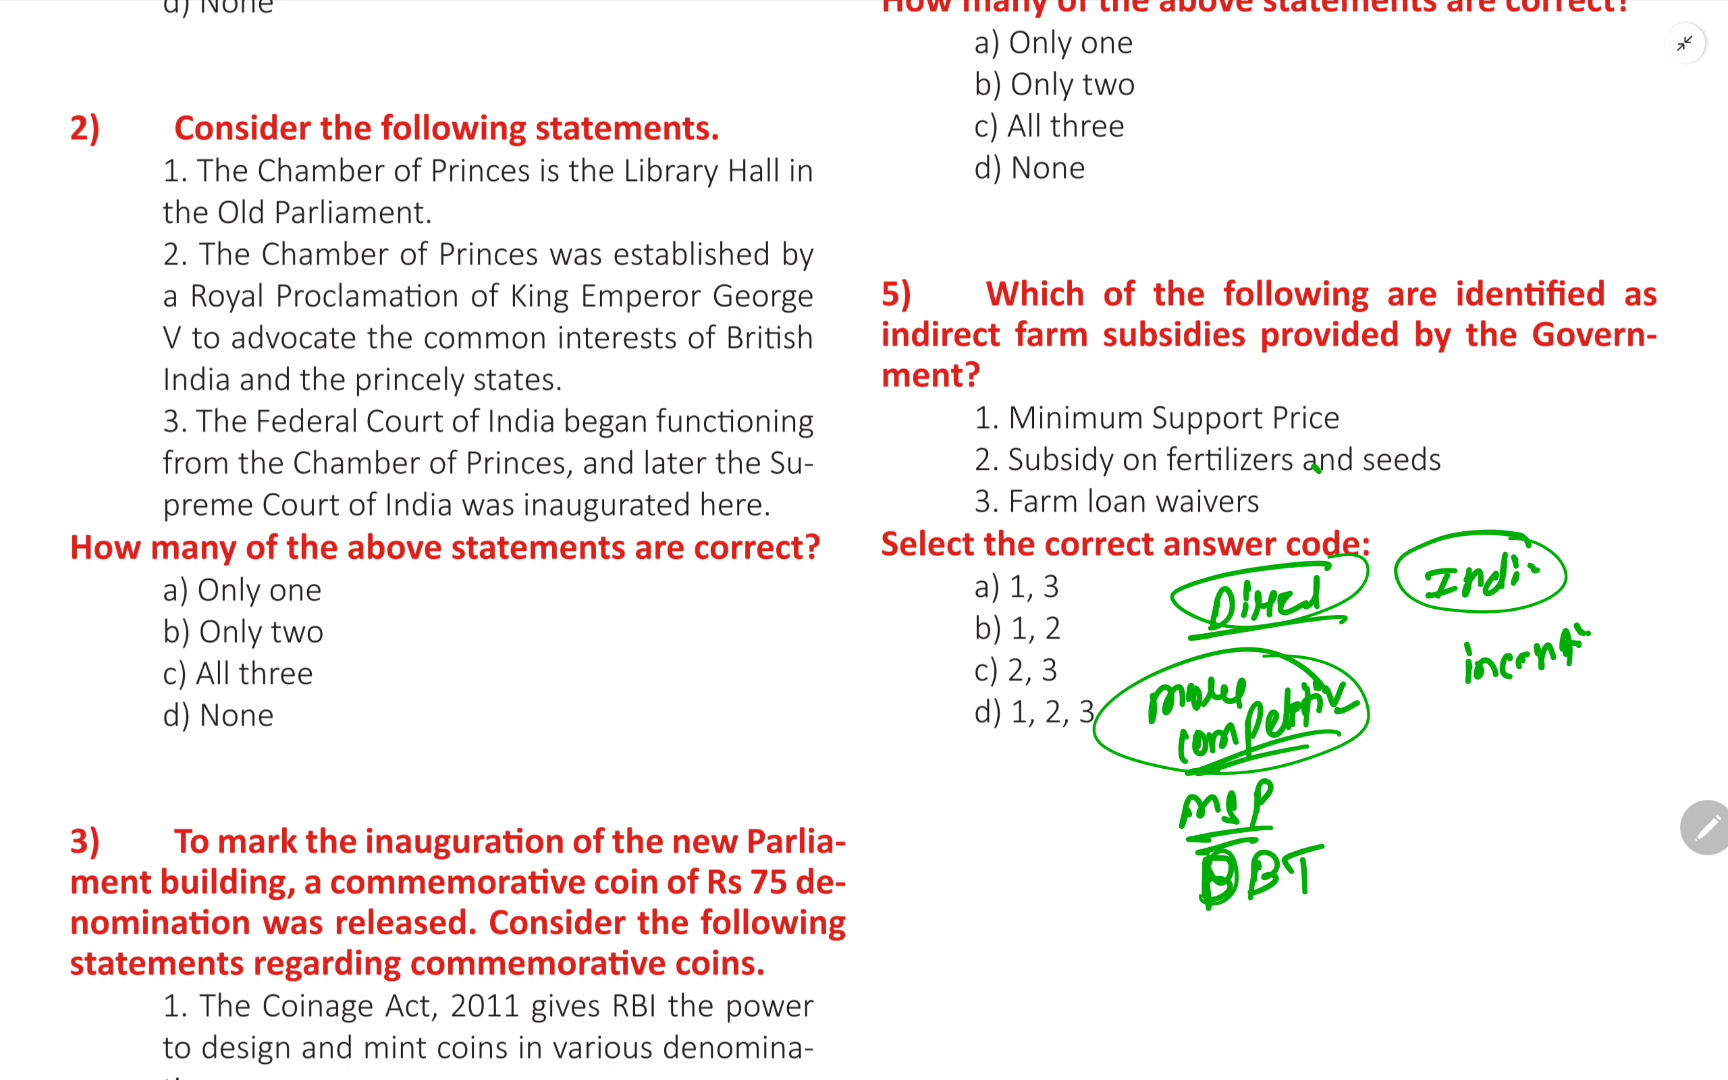 d) None
2) Consider the following statements.
1. The Chamber of Princes is the Library Hall in
the Old Parliament.
2. The Chamber of Princes was established by
a Royal Proclamation of King Emperor George
V to advocate the common interests of British
India and the princely states.
3. The Federal Court of India began functioning
from the Chamber of Princes, and later the Su-
preme Court of India was inaugurated here.
How many of the above statements are correct?
a) Only one
b) Only two
c) All three
d) None
3) To mark the inauguration of the new Parlia-
ment building, a commemorative coin of Rs 75 de-
nomination was released. Consider the following
statements regarding commemorative coins.
1. The Coinage Act, 2011 gives RBI the power
to design and mint coins in various denomina-
How many of the above statements are correct?
a) Only one
b) Only two
c) All three
d) None
5) Which of the following are identified as
indirect farm subsidies provided by the Govern-
ment?
1. Minimum Support Price
2. Subsidy on fertilizers and seeds
3. Farm loan waivers
Select the correct answer code:
a) 1, 3
b) 1, 2
c) 2, 3
d) 1, 2, 3
Direct
Indi
competitive
MSP
DBT